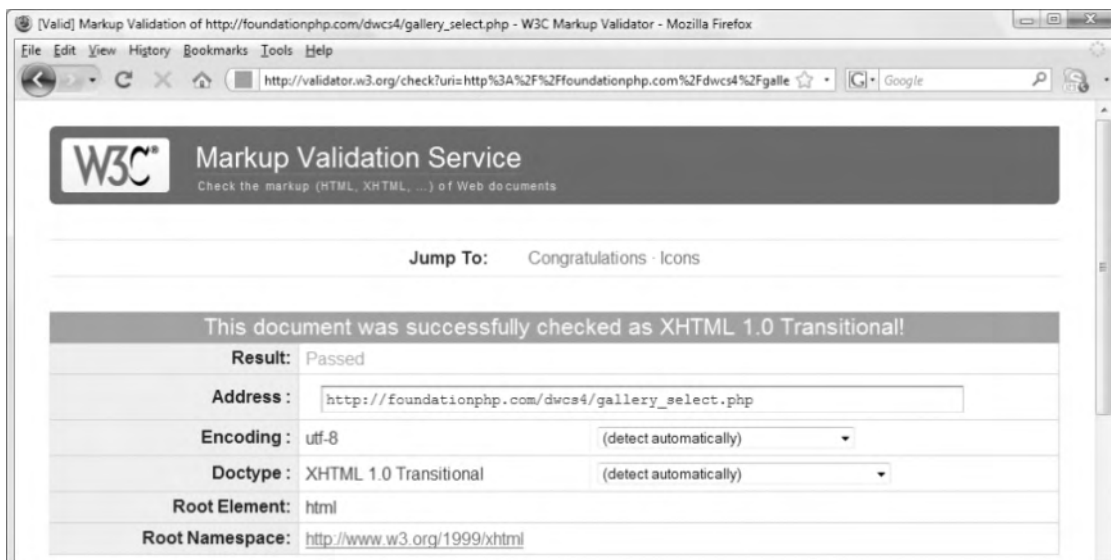 [Valid] Markup Validation of http://foundationphp.com/dwcs4/gallery_select.php - W3C Markup Validator - Mozilla Firefox
File Edit View History Bookmarks Tools Help
http://validator.w3.org/check?uri=http%3A%2F%2Ffoundationphp.com%2Fdwcs4%2Fgalle G Google
W3C® Markup Validation Service
Check the markup (HTML, XHTML, ...) of Web documents
Jump To: Congratulations · Icons
This document was successfully checked as XHTML 1.0 Transitional!
Result: Passed
Address : http://foundationphp.com/dwcs4/gallery_select.php
Encoding : utf-8 (detect automatically)
Doctype : XHTML 1.0 Transitional (detect automatically)
Root Element: html
Root Namespace: http://www.w3.org/1999/xhtml